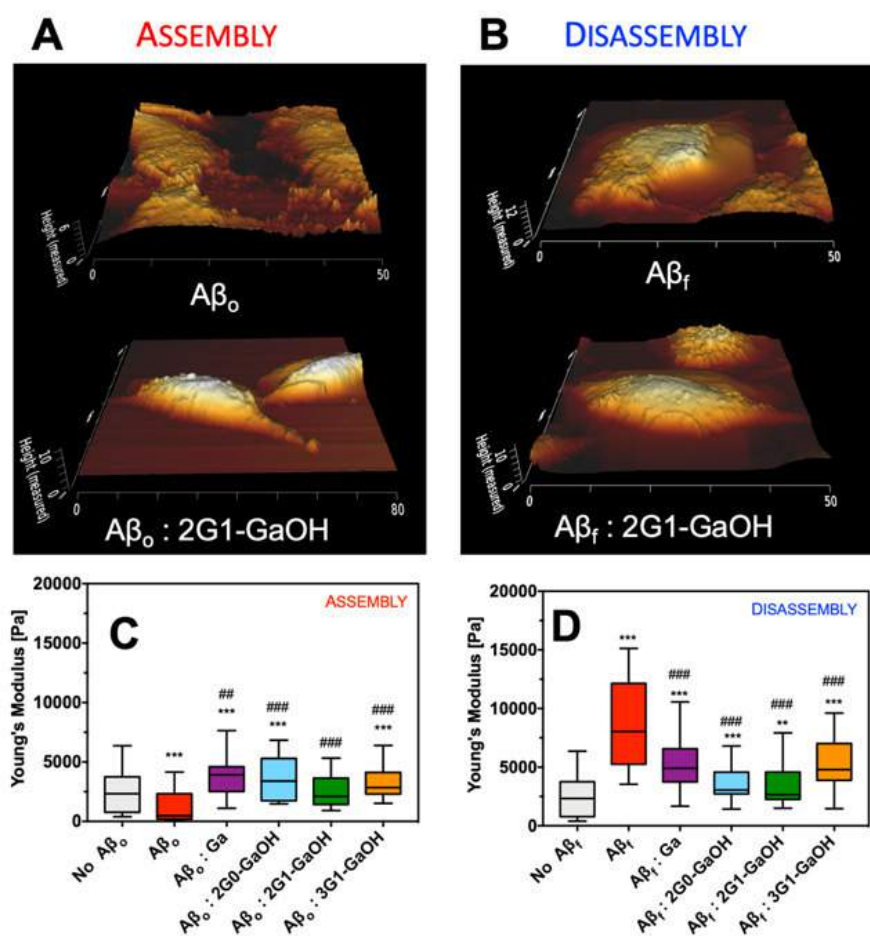 A ASSEMBLY
B DISASSEMBLY
Height (measured)
6
0
0
50
Aβₒ
Height (measured)
12
0
0
50
Aβf
Height (measured)
10
0
0
80
Aβₒ : 2G1-GaOH
Height (measured)
10
0
0
50
Aβf : 2G1-GaOH
C
ASSEMBLY
Young's Modulus [Pa]
20000
15000
10000
5000
0
***
##
***
###
***
###
###
***
No Aβₒ
Aβₒ
Aβₒ : Ga
Aβₒ : 2G0-GaOH
Aβₒ : 2G1-GaOH
Aβₒ : 3G1-GaOH
D
DISASSEMBLY
Young's Modulus [Pa]
20000
15000
10000
5000
0
***
###
***
###
***
###
**
###
***
No Aβf
Aβf
Aβf : Ga
Aβf : 2G0-GaOH
Aβf : 2G1-GaOH
Aβf : 3G1-GaOH